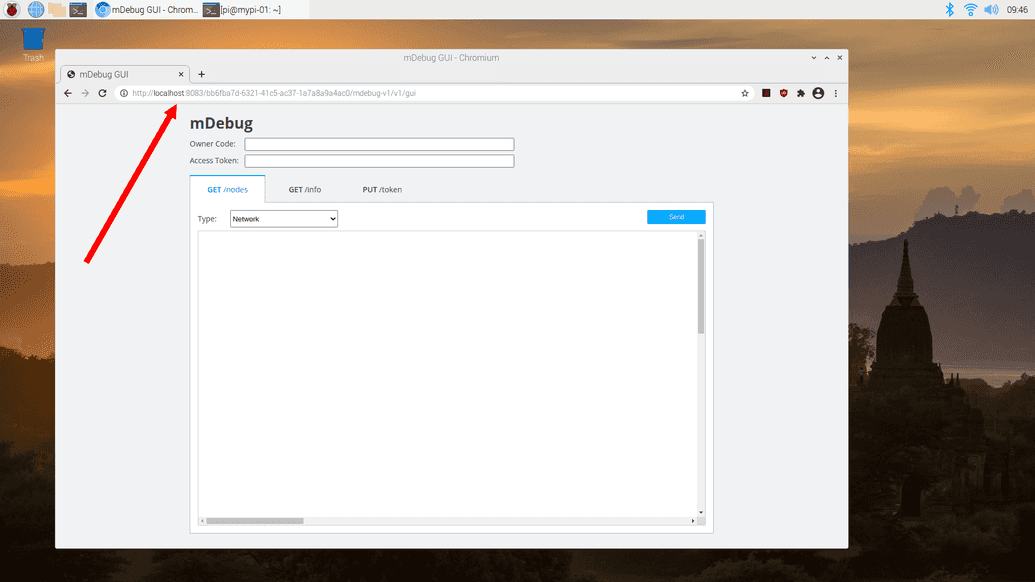 mDebug GUI - Chrom...
[pi@mypi-01: ~]
09:46
Trash
mDebug GUI - Chromium
mDebug GUI
http://localhost:8083/bb6fba7d-6321-41c5-ac37-1a7a8a9a4ac0/mdebug-v1/v1/gui
mDebug
Owner Code:
Access Token:
GET /nodes GET /info PUT /token
Type: Network Send